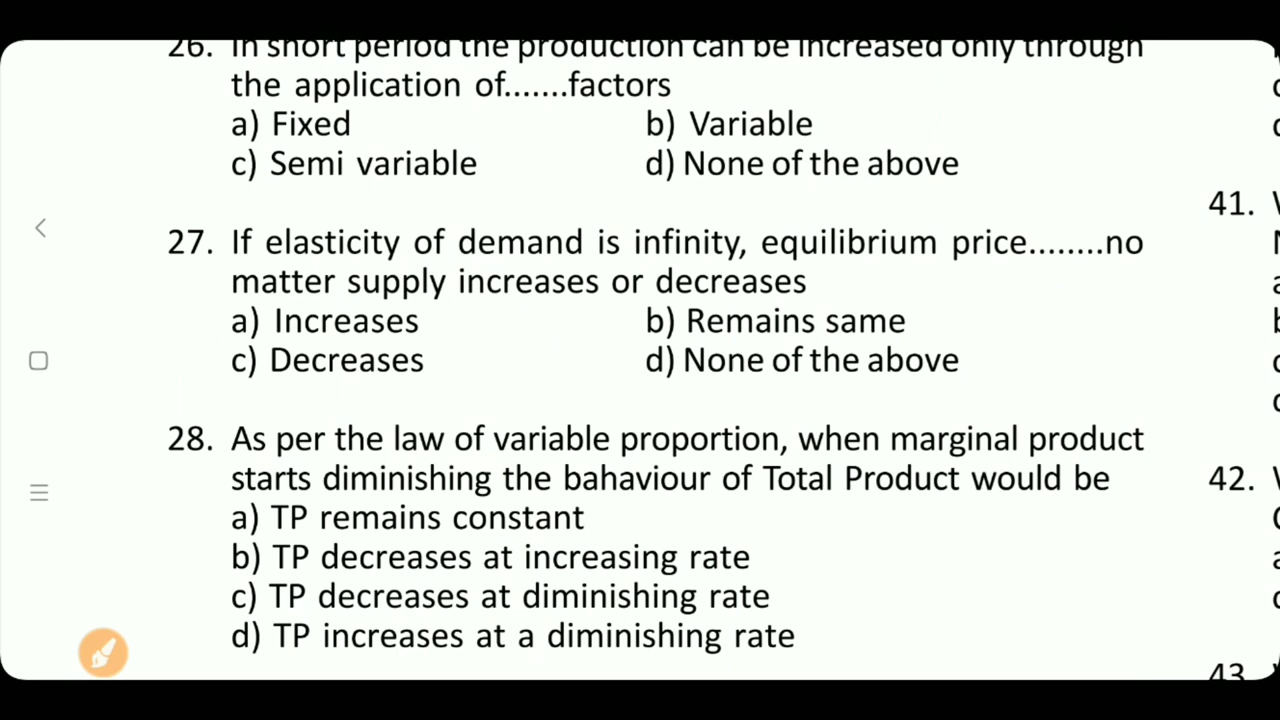 26. In short period the production can be increased only through
the application of.......factors
a) Fixed b) Variable
c) Semi variable d) None of the above
27. If elasticity of demand is infinity, equilibrium price........no
matter supply increases or decreases
a) Increases b) Remains same
c) Decreases d) None of the above
28. As per the law of variable proportion, when marginal product
starts diminishing the bahaviour of Total Product would be
a) TP remains constant
b) TP decreases at increasing rate
c) TP decreases at diminishing rate
d) TP increases at a diminishing rate
41.
42.
43